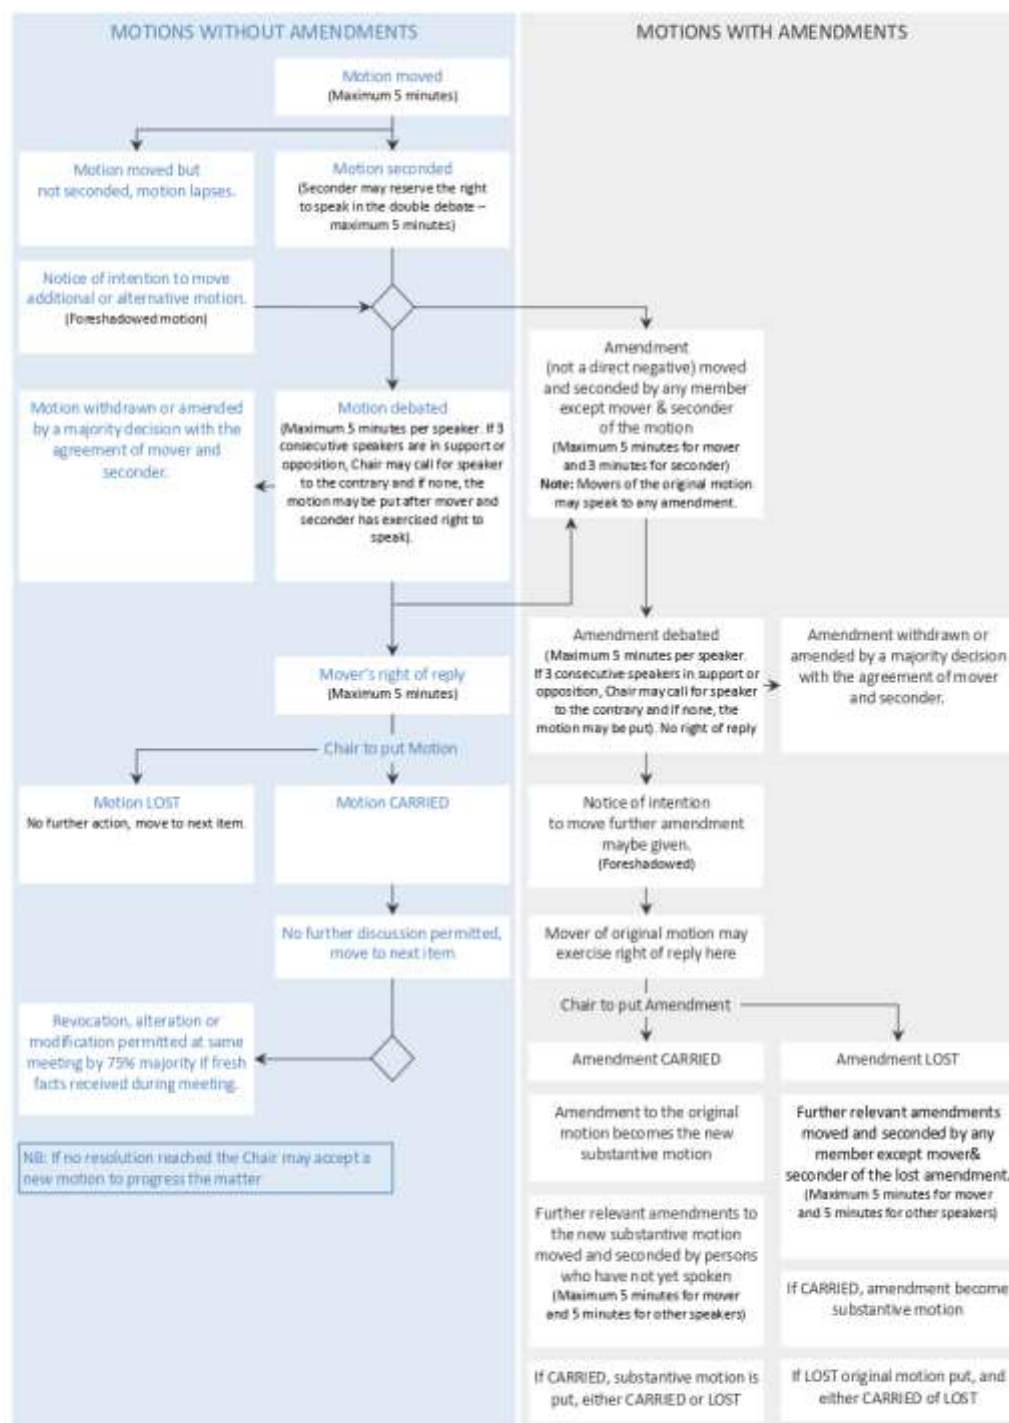 MOTIONS WITHOUT AMENDMENTS
Motion moved
(Maximum 5 minutes)
Motion moved but
not seconded, motion lapses.
Motion seconded
(Seconder may reserve the right
to speak in the double debate –
maximum 5 minutes)
Notice of intention to move
additional or alternative motion.
(Foreshadowed motion)
Motion withdrawn or amended
by a majority decision with the
agreement of mover and
seconder.
Motion debated
(Maximum 5 minutes per speaker. If 3
consecutive speakers are in support or
opposition, Chair may call for speaker
to the contrary and if none, the
motion may be put after mover and
seconder has exercised right to
speak).
Mover's right of reply
(Maximum 5 minutes)
Chair to put Motion
Motion LOST
No further action, move to next item.
Motion CARRIED
No further discussion permitted,
move to next item
Revocation, alteration or
modification permitted at same
meeting by 75% majority if fresh
facts received during meeting.
NB: If no resolution reached the Chair may accept a
new motion to progress the matter
MOTIONS WITH AMENDMENTS
Amendment
(not a direct negative) moved
and seconded by any member
except mover & seconder
of the motion
(Maximum 5 minutes for mover
and 3 minutes for seconder)
Note: Movers of the original motion
may speak to any amendment.
Amendment debated
(Maximum 5 minutes per speaker.
If 3 consecutive speakers in support or
opposition, Chair may call for speaker
to the contrary and if none, the
motion may be put). No right of reply
Amendment withdrawn or
amended by a majority decision
with the agreement of mover
and seconder.
Notice of intention
to move further amendment
maybe given.
(Foreshadowed)
Mover of original motion may
exercise right of reply here
Chair to put Amendment
Amendment CARRIED
Amendment to the original
motion becomes the new
substantive motion
Further relevant amendments to
the new substantive motion
moved and seconded by persons
who have not yet spoken
(Maximum 5 minutes for mover
and 5 minutes for other speakers)
If CARRIED, substantive motion is
put, either CARRIED or LOST
Amendment LOST
Further relevant amendments
moved and seconded by any
member except mover&
seconder of the lost amendment.
(Maximum 5 minutes for mover
and 5 minutes for other speakers)
If CARRIED, amendment become
substantive motion
If LOST original motion put, and
either CARRIED of LOST